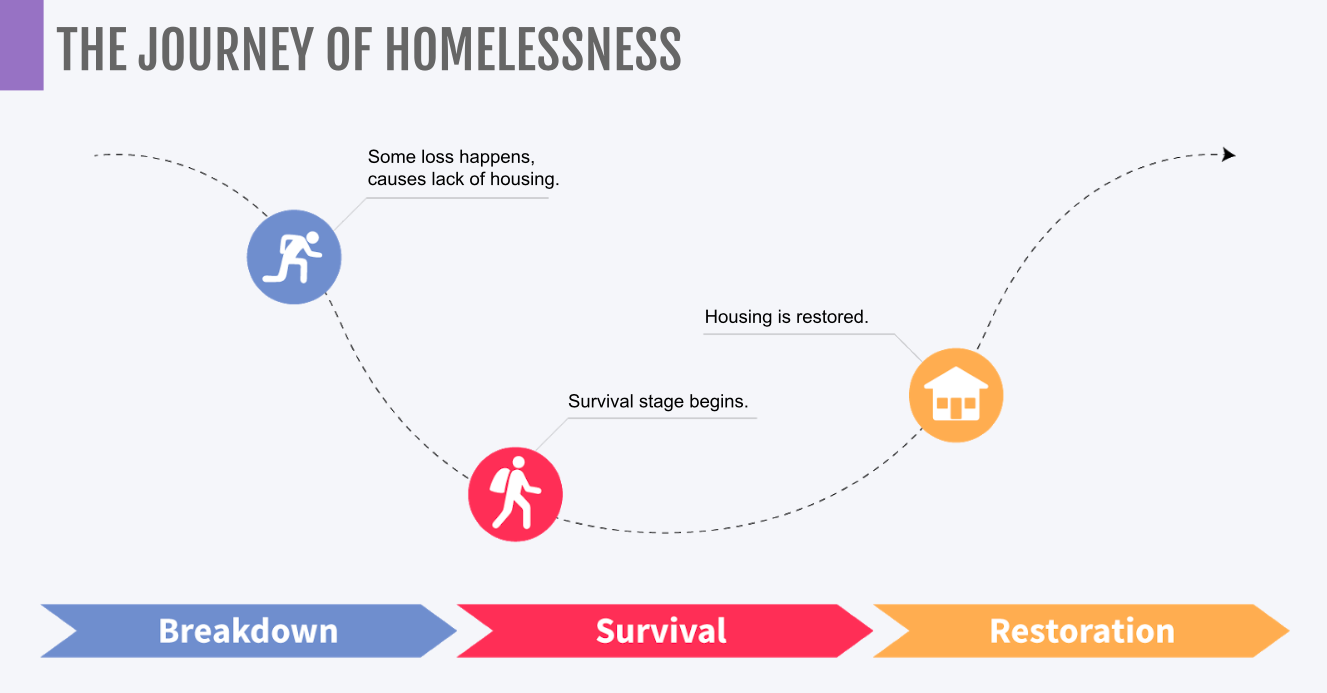 THE JOURNEY OF HOMELESSNESS
Some loss happens,
causes lack of housing.
Housing is restored.
Survival stage begins.
Breakdown
Survival
Restoration